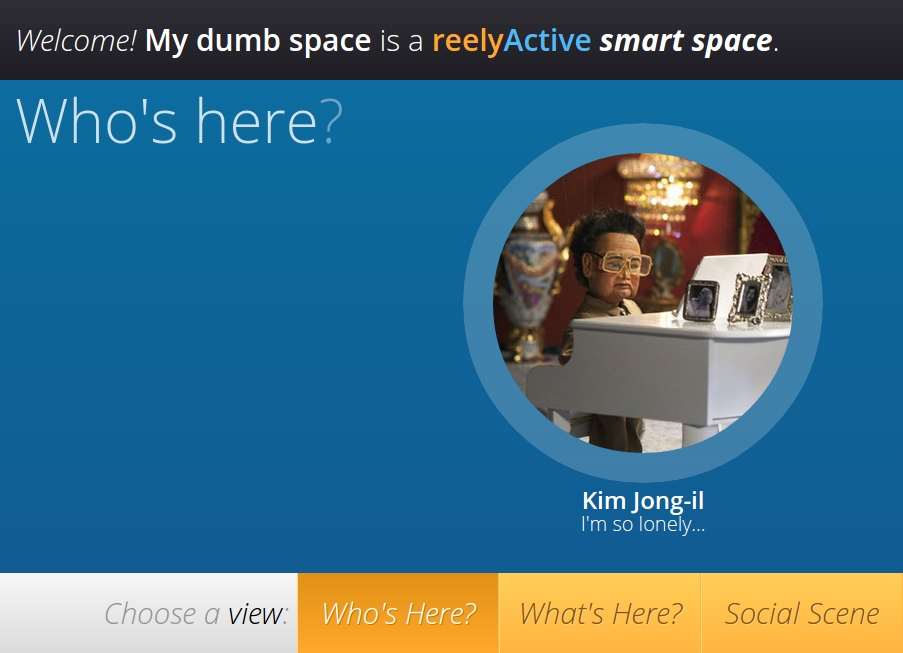 Welcome! My dumb space is a reelyActive smart space.
Who's here?
Kim Jong-il
I'm so lonely...
Choose a view: Who's Here? What's Here? Social Scene